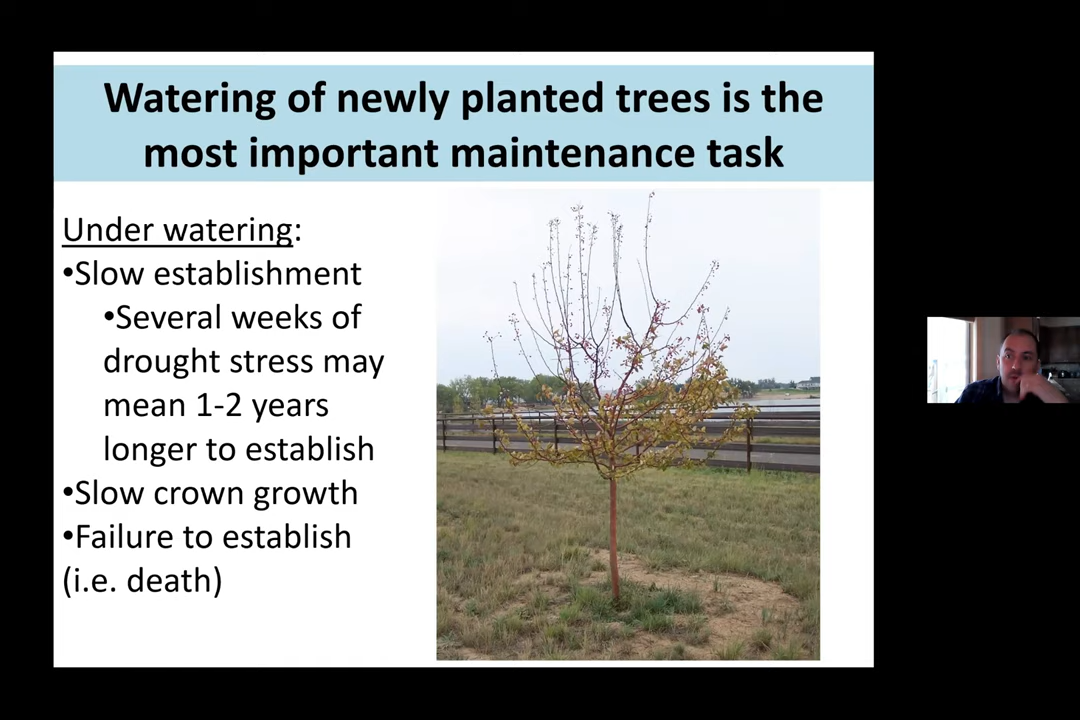 Watering of newly planted trees is the
most important maintenance task
Under watering:
•Slow establishment
•Several weeks of
drought stress may
mean 1-2 years
longer to establish
•Slow crown growth
•Failure to establish
(i.e. death)